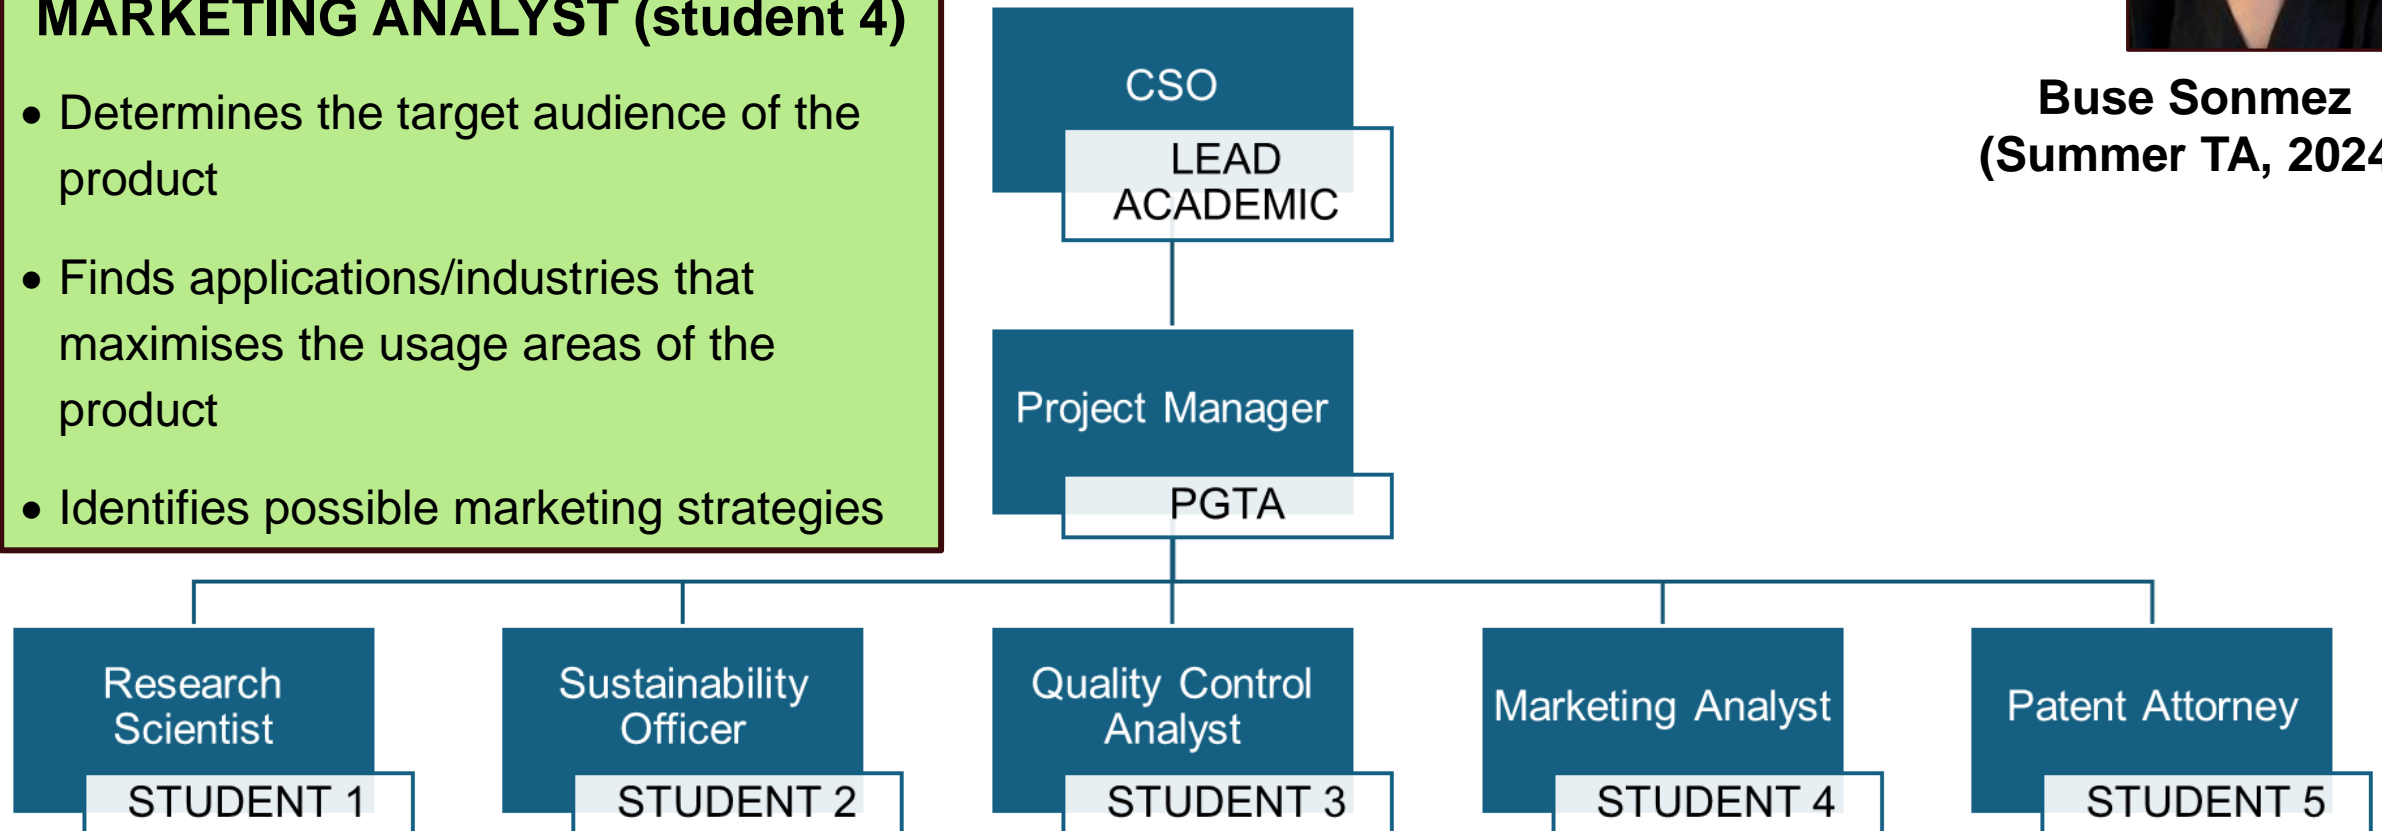 MARKETING ANALYST (student 4)
• Determines the target audience of the
product
• Finds applications/industries that
maximises the usage areas of the
product
• Identifies possible marketing strategies
CSO
LEAD
ACADEMIC
Buse Sonmez
(Summer TA, 2024
Project Manager
PGTA
Research
Scientist
STUDENT 1
Sustainability
Officer
STUDENT 2
Quality Control
Analyst
STUDENT 3
Marketing Analyst
STUDENT 4
Patent Attorney
STUDENT 5